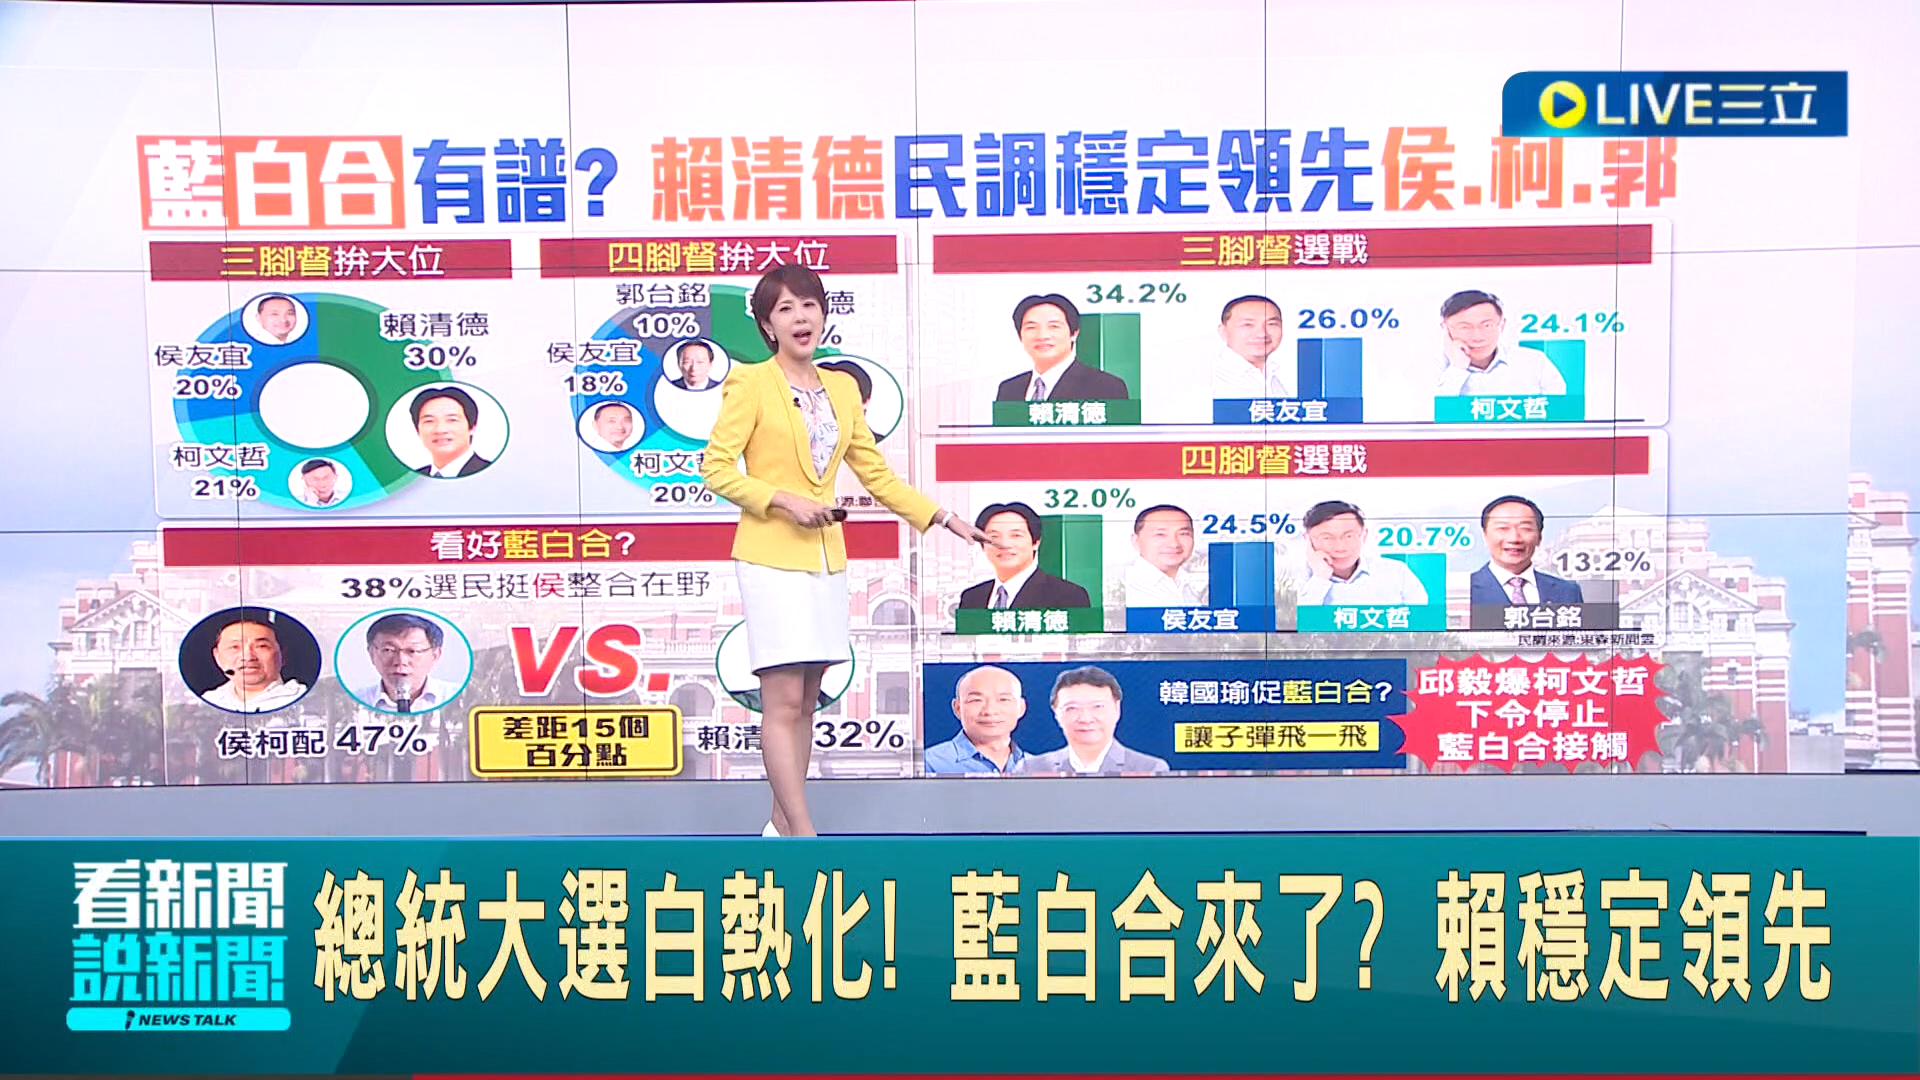 LIVE三立
藍白合有譜? 賴清德民調穩定領先侯.柯.郭
三腳督拚大位
賴清德
30%
侯友宜
20%
柯文哲
21%
四腳督拚大位
郭台銘
10%
德
%
侯友宜
18%
柯文
20%
看好藍白合?
38%選民挺侯整合在野
VS.
侯柯配 47%
差距15個
百分點
賴清
32%
三腳督選戰
34.2%
賴清德
26.0%
侯友宜
24.1%
柯文哲
四腳督選戰
32.0%
賴清德
24.5%
侯友宜
20.7%
柯文哲
13.2%
郭台銘
民調來源:東森新聞雲
韓國瑜促藍白合?
讓子彈飛一飛
邱毅爆柯文哲
下令停止
藍白合接觸
看新聞
說新聞
NEWS TALK
總統大選白熱化! 藍白合來了? 賴穩定領先